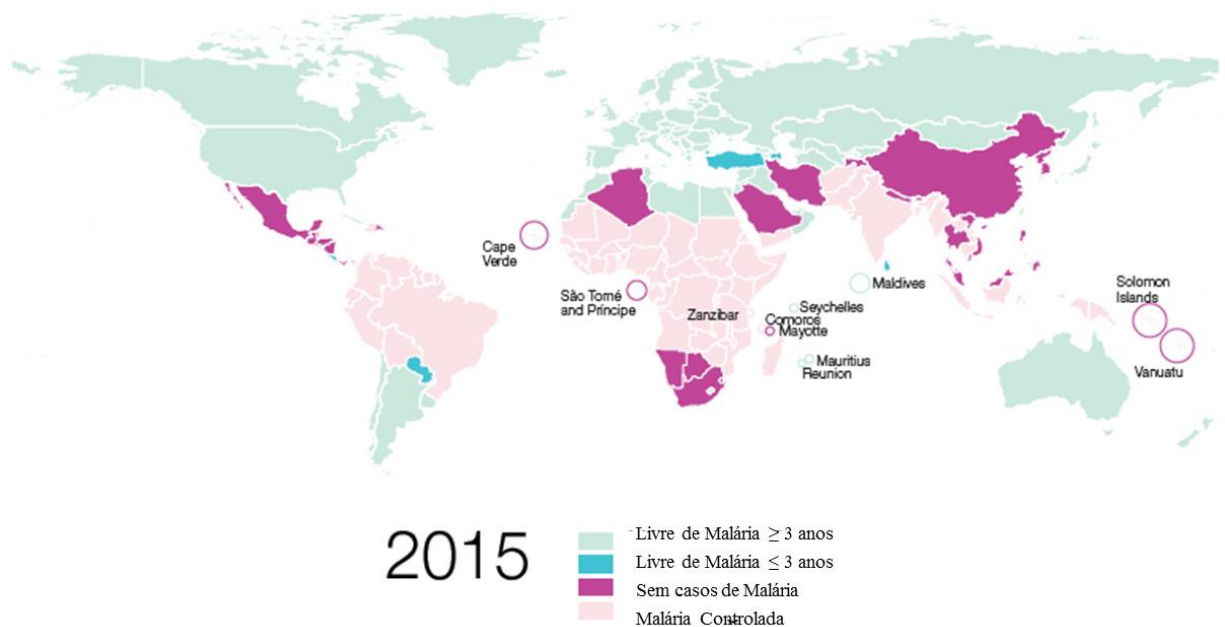 Cape
Verde
São Tomé
and Príncipe
Zanzibar
Comoros
Mayotte
Seychelles
Maldives
Mauritius
Reunion
Solomon
Islands
Vanuatu
2015
Livre de Malária ≥ 3 anos
Livre de Malária ≤ 3 anos
Sem casos de Malária
Malária Controlada